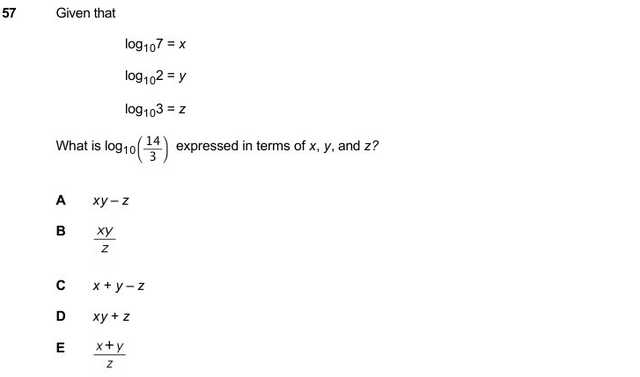 57 Given that
log₁₀7 = x
log₁₀2 = y
log₁₀3 = z
What is log₁₀(14/3) expressed in terms of x, y, and z?
A xy – z
B xy/z
C x + y – z
D xy + z
E x+y/z